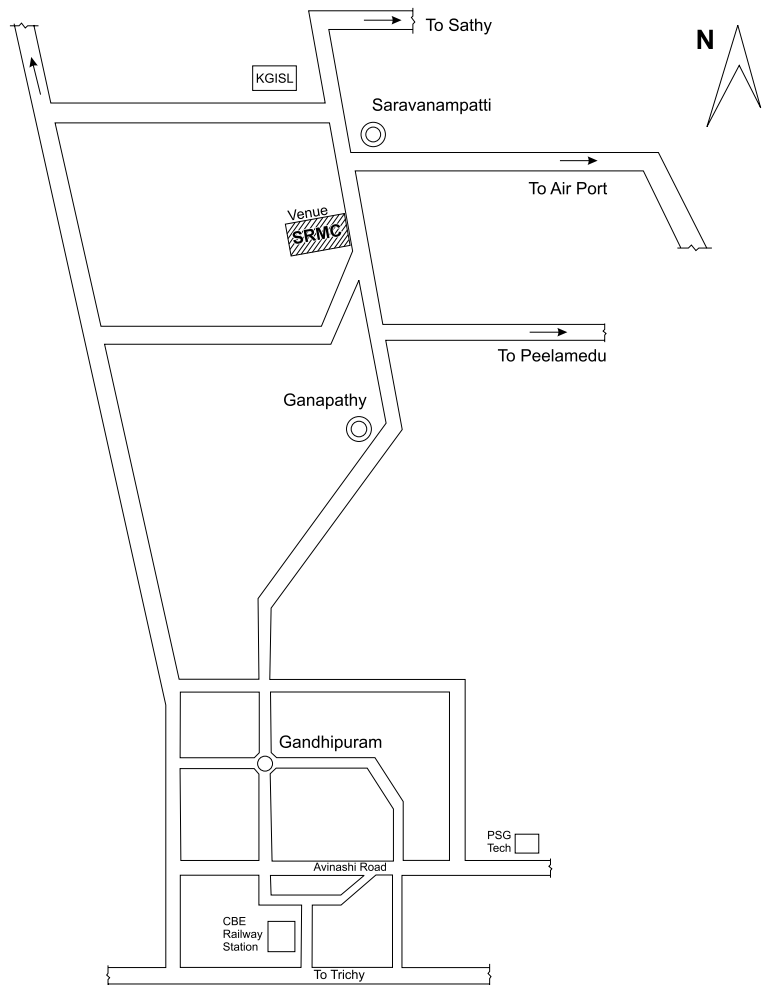 To Sathy
N
KGISL
Saravanampatti
To Air Port
Venue
SRMC
To Peelamedu
Ganapathy
Gandhipuram
PSG
Tech
Avinashi Road
CBE
Railway
Station
To Trichy